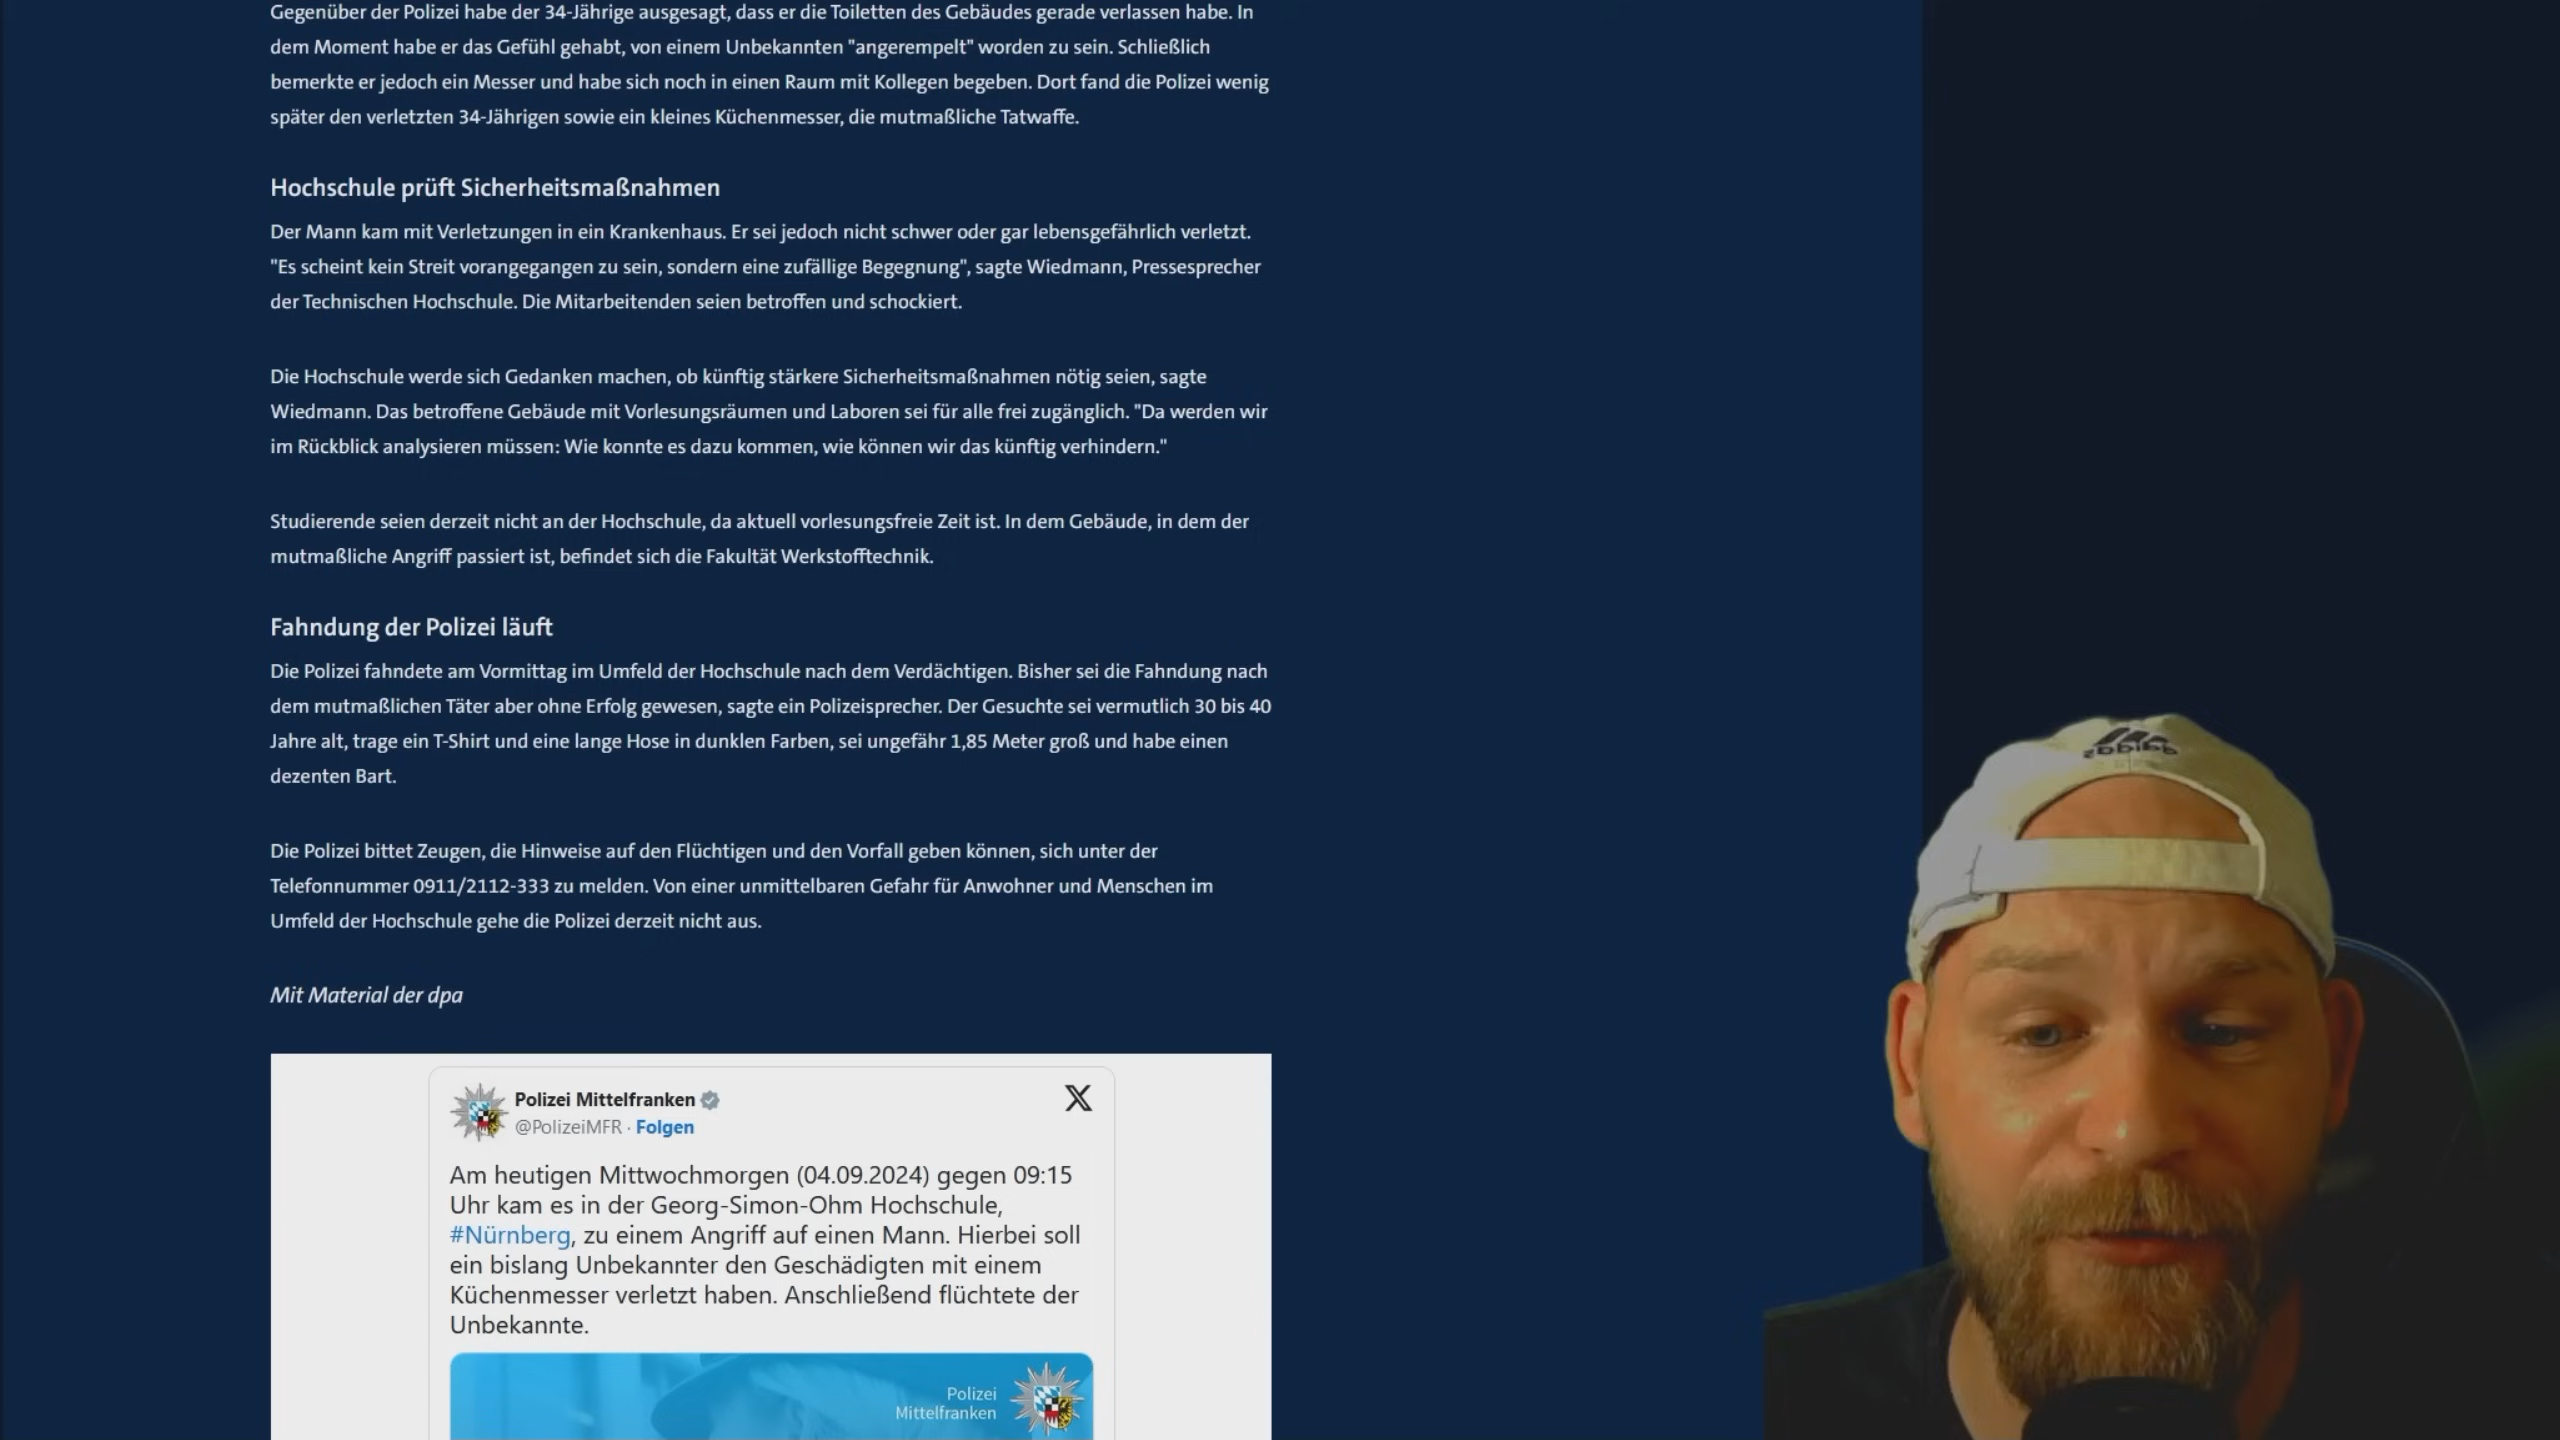 Gegenüber der Polizei habe der 34-Jährige ausgesagt, dass er die Toiletten des Gebäudes gerade verlassen habe. In
dem Moment habe er das Gefühl gehabt, von einem Unbekannten "angerempelt" worden zu sein. Schließlich
bemerkte er jedoch ein Messer und habe sich noch in einen Raum mit Kollegen begeben. Dort fand die Polizei wenig
später den verletzten 34-Jährigen sowie ein kleines Küchenmesser, die mutmaßliche Tatwaffe.
Hochschule prüft Sicherheitsmaßnahmen
Der Mann kam mit Verletzungen in ein Krankenhaus. Er sei jedoch nicht schwer oder gar lebensgefährlich verletzt.
"Es scheint kein Streit vorangegangen zu sein, sondern eine zufällige Begegnung", sagte Wiedmann, Pressesprecher
der Technischen Hochschule. Die Mitarbeitenden seien betroffen und schockiert.
Die Hochschule werde sich Gedanken machen, ob künftig stärkere Sicherheitsmaßnahmen nötig seien, sagte
Wiedmann. Das betroffene Gebäude mit Vorlesungsräumen und Laboren sei für alle frei zugänglich. "Da werden wir
im Rückblick analysieren müssen: Wie konnte es dazu kommen, wie können wir das künftig verhindern."
Studierende seien derzeit nicht an der Hochschule, da aktuell vorlesungsfreie Zeit ist. In dem Gebäude, in dem der
mutmaßliche Angriff passiert ist, befindet sich die Fakultät Werkstofftechnik.
Fahndung der Polizei läuft
Die Polizei fahndete am Vormittag im Umfeld der Hochschule nach dem Verdächtigen. Bisher sei die Fahndung nach
dem mutmaßlichen Täter aber ohne Erfolg gewesen, sagte ein Polizeisprecher. Der Gesuchte sei vermutlich 30 bis 40
Jahre alt, trage ein T-Shirt und eine lange Hose in dunklen Farben, sei ungefähr 1,85 Meter groß und habe einen
dezenten Bart.
Die Polizei bittet Zeugen, die Hinweise auf den Flüchtigen und den Vorfall geben können, sich unter der
Telefonnummer 0911/2112-333 zu melden. Von einer unmittelbaren Gefahr für Anwohner und Menschen im
Umfeld der Hochschule gehe die Polizei derzeit nicht aus.
Mit Material der dpa
Polizei Mittelfranken
@PolizeiMFR · Folgen
Am heutigen Mittwochmorgen (04.09.2024) gegen 09:15
Uhr kam es in der Georg-Simon-Ohm Hochschule,
#Nürnberg, zu einem Angriff auf einen Mann. Hierbei soll
ein bislang Unbekannter den Geschädigten mit einem
Küchenmesser verletzt haben. Anschließend flüchtete der
Unbekannte.
Polizei
Mittelfranken
adidas